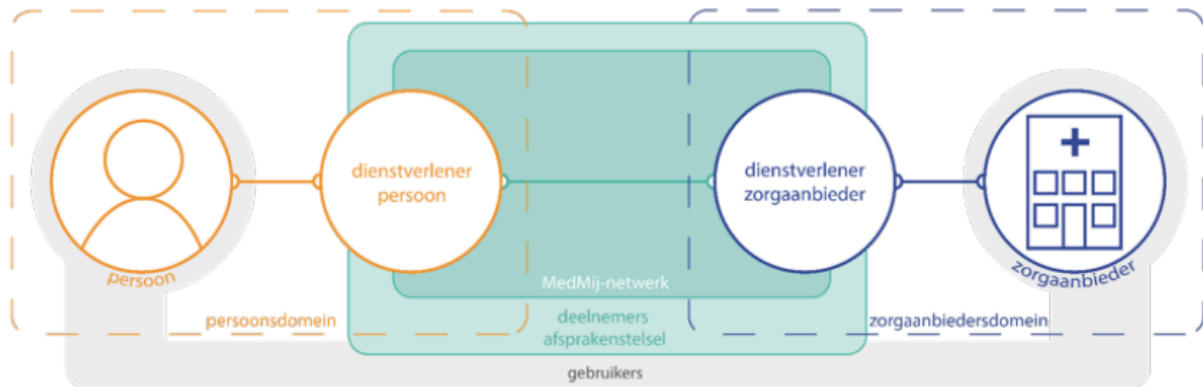 dienstverlener
persoon
dienstverlener
zorgaanbieder
persoon
zorgaanbieder
MedMij-netwerk
persoonsdomein
deelnemers
afsprakenstelsel
zorgaanbiedersdomein
gebruikers